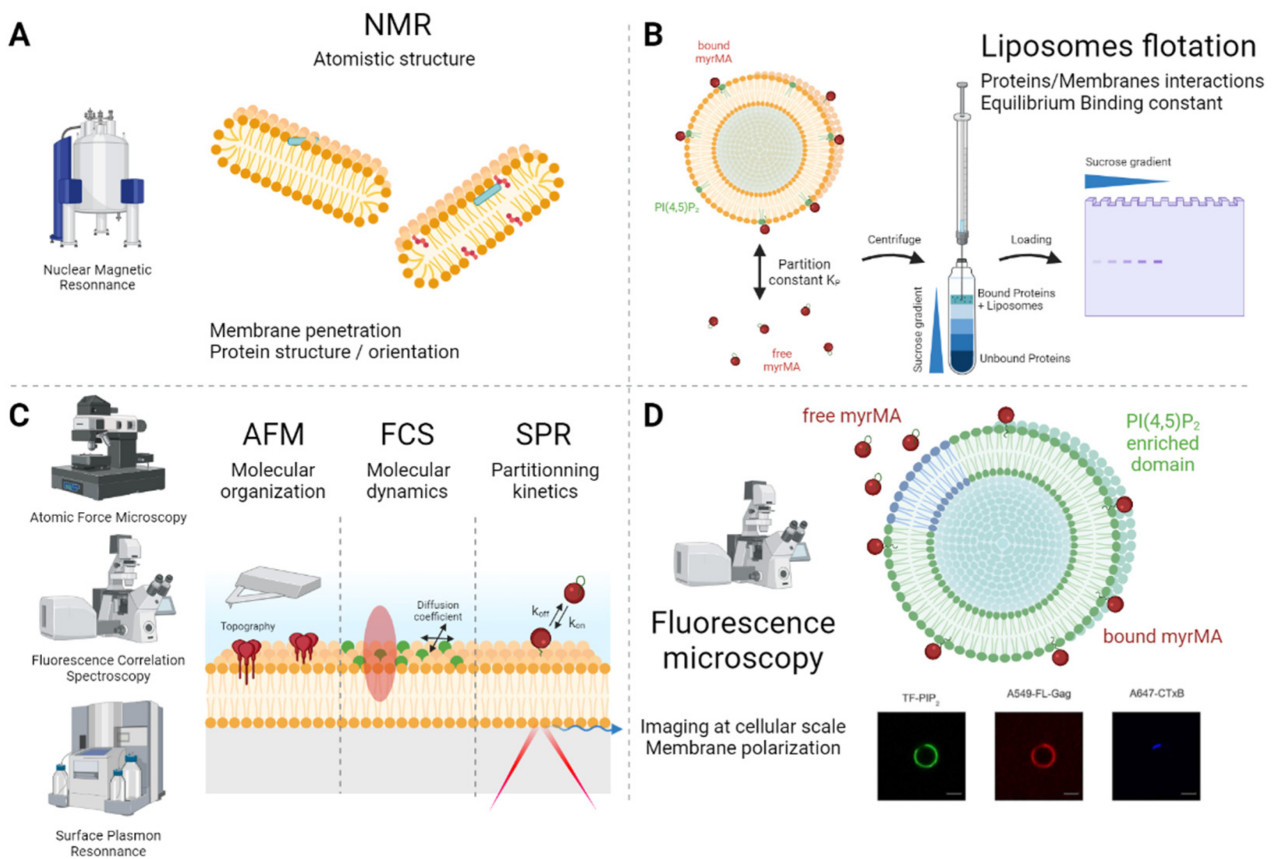 A
NMR
Atomistic structure
Nuclear Magnetic
Resonnance
Membrane penetration
Protein structure / orientation
B
Liposomes flotation
Proteins/Membranes interactions
Equilibrium Binding constant
bound
myrMA
PI(4,5)P₂
Partition
constant Kₚ
free
myrMA
Centrifuge
Sucrose gradient
Bound Proteins
+ Liposomes
Unbound Proteins
Loading
Sucrose gradient
C
Atomic Force Microscopy
Fluorescence Correlation
Spectroscopy
Surface Plasmon
Resonnance
AFM
Molecular
organization
FCS
Molecular
dynamics
SPR
Partitionning
kinetics
Topography
Diffusion
coefficient
k_off
k_on
D
free myrMA
PI(4,5)P₂
enriched
domain
bound myrMA
Fluorescence
microscopy
Imaging at cellular scale
Membrane polarization
TF-PIP₂
A549-FL-Gag
A647-CTxB